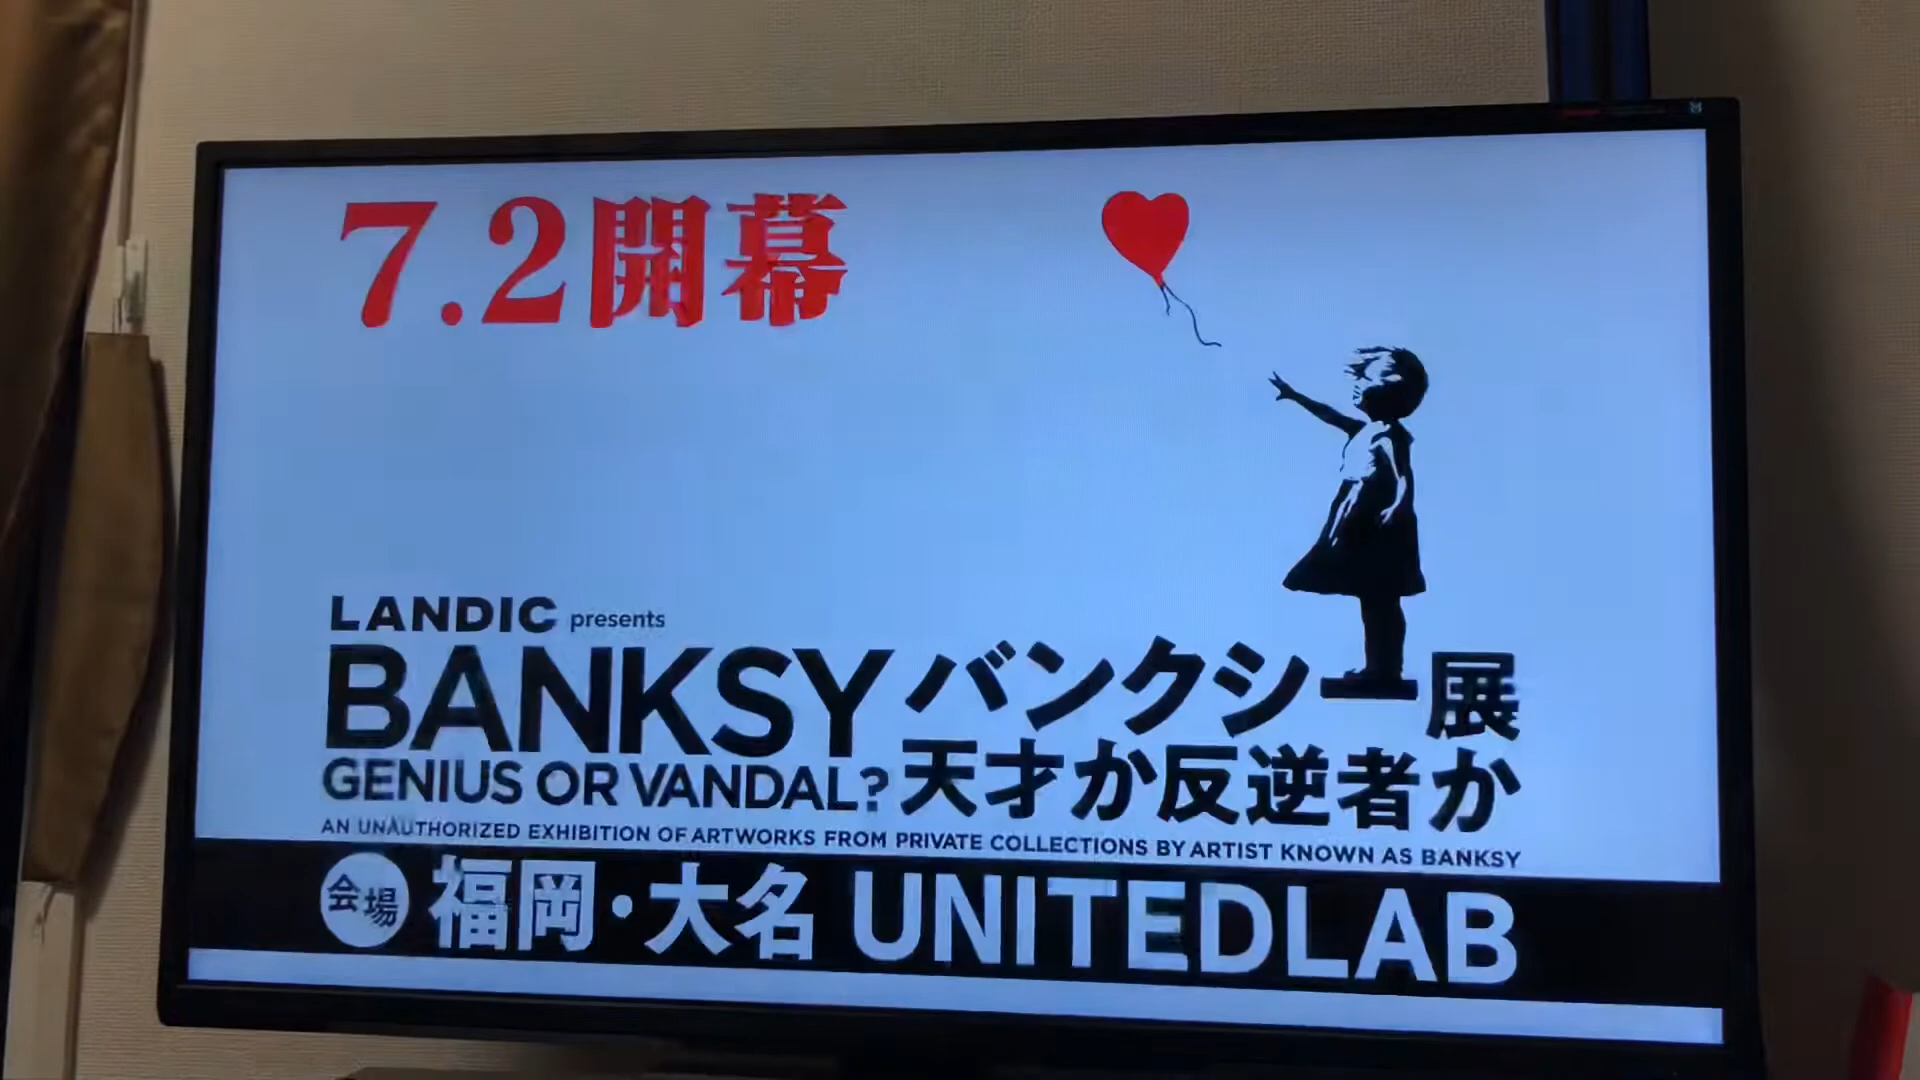 7.2開幕
LANDIC presents
BANKSY バンクシー展
GENIUS OR VANDAL? 天才か反逆者か
AN UNAUTHORIZED EXHIBITION OF ARTWORKS FROM PRIVATE COLLECTIONS BY ARTIST KNOWN AS BANKSY
会場 福岡・大名 UNITEDLAB